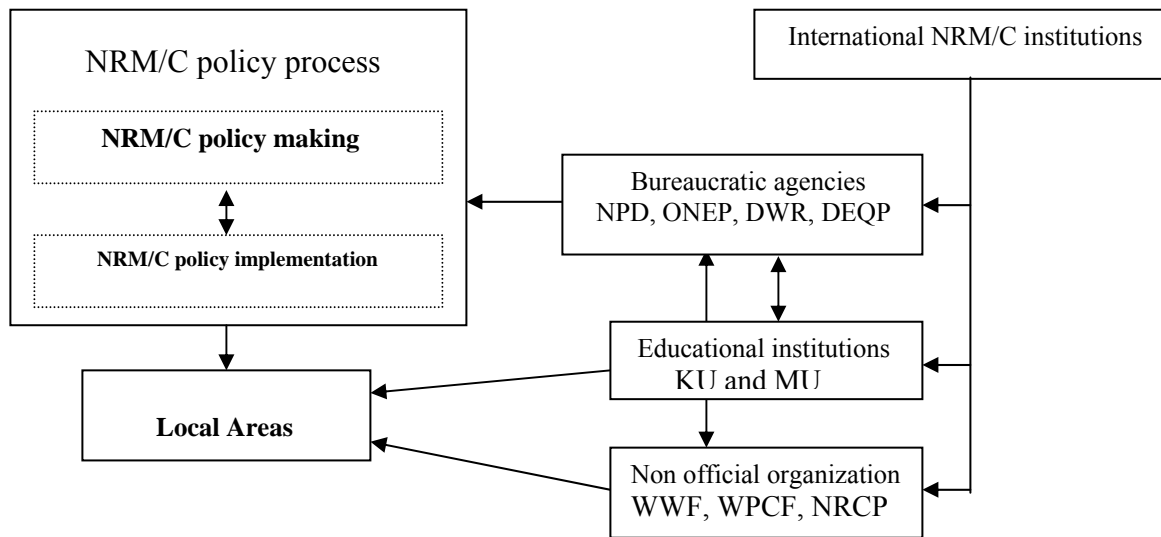 NRM/C policy process
NRM/C policy making
NRM/C policy implementation
Local Areas
International NRM/C institutions
Bureaucratic agencies
NPD, ONEP, DWR, DEQP
Educational institutions
KU and MU
Non official organization
WWF, WPCF, NRCP